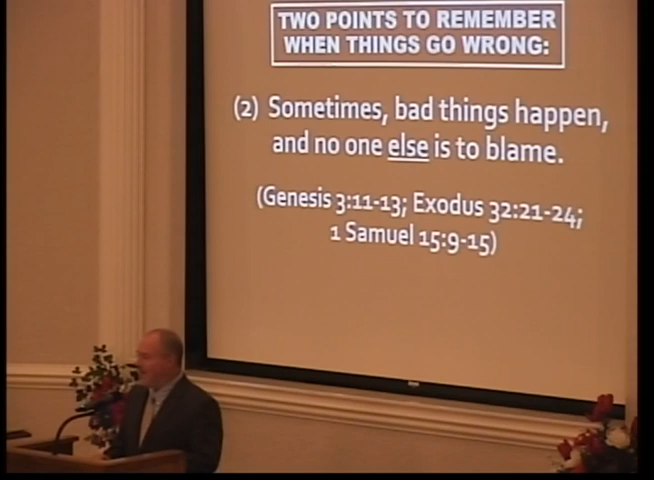 TWO POINTS TO REMEMBER
WHEN THINGS GO WRONG:
(2) Sometimes, bad things happen,
and no one else is to blame.
(Genesis 3:11-13; Exodus 32:21-24;
1 Samuel 15:9-15)